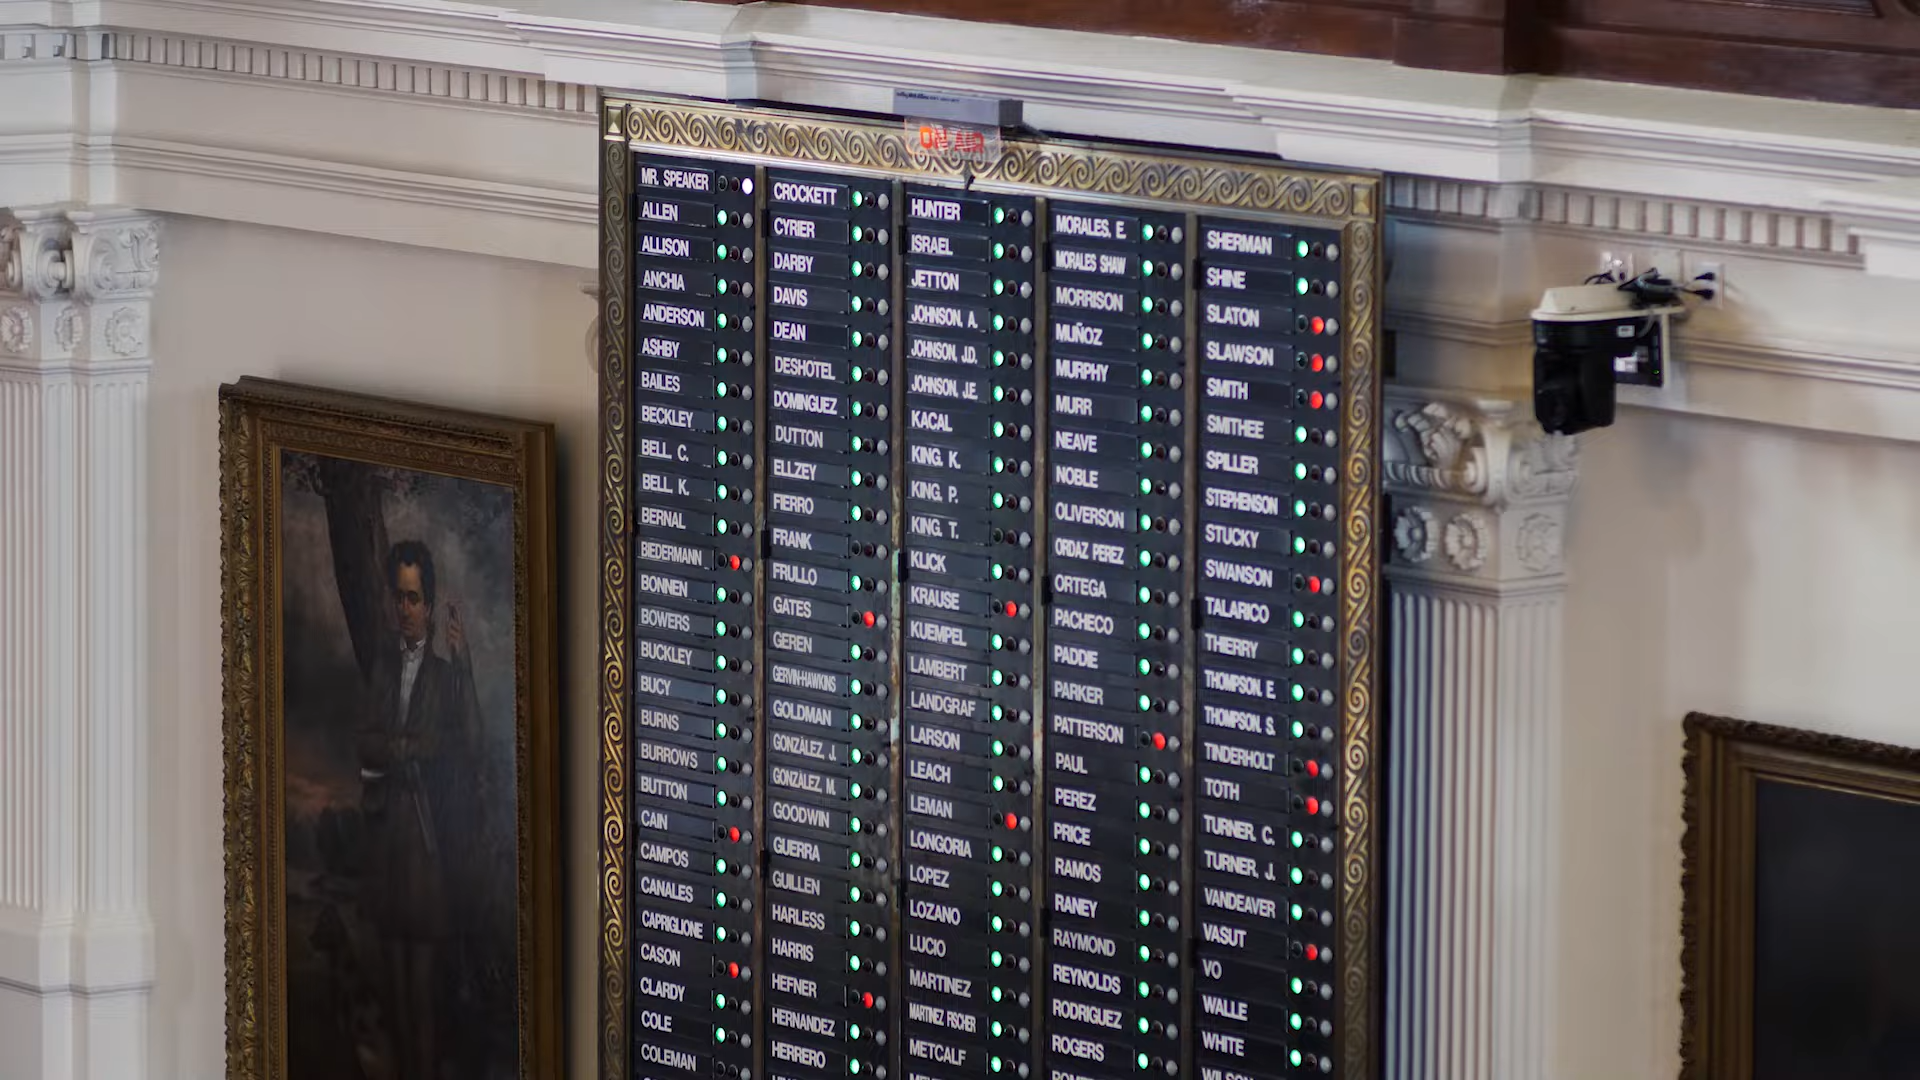 ON AIR
MR. SPEAKER
ALLEN
ALLISON
ANCHIA
ANDERSON
ASHBY
BAILES
BECKLEY
BELL, C.
BELL, K.
BERNAL
BIEDERMANN
BONNEN
BOWERS
BUCKLEY
BUCY
BURNS
BURROWS
BUTTON
CAIN
CAMPOS
CANALES
CAPRIGLIONE
CASON
CLARDY
COLE
COLEMAN
CROCKETT
CYRIER
DARBY
DAVIS
DEAN
DESHOTEL
DOMINGUEZ
DUTTON
ELLZEY
FIERRO
FRANK
FRULLO
GATES
GEREN
GERVIN-HAWKINS
GOLDMAN
GONZÀLEZ, J.
GONZÀLEZ, M.
GOODWIN
GUERRA
GUILLEN
HARLESS
HARRIS
HEFNER
HERNANDEZ
HERRERO
HUNTER
ISRAEL
JETTON
JOHNSON, A.
JOHNSON, J.D.
JOHNSON, J.E.
KACAL
KING, K.
KING, P.
KING, T.
KLICK
KRAUSE
KUEMPEL
LAMBERT
LANDGRAF
LARSON
LEACH
LEMAN
LONGORIA
LOPEZ
LOZANO
LUCIO
MARTINEZ
MARTINEZ FISCHER
METCALF
MORALES, E.
MORALES SHAW
MORRISON
MUÑOZ
MURPHY
MURR
NEAVE
NOBLE
OLIVERSON
ORDAZ PEREZ
ORTEGA
PACHECO
PADDIE
PARKER
PATTERSON
PAUL
PEREZ
PRICE
RAMOS
RANEY
RAYMOND
REYNOLDS
RODRIGUEZ
ROGERS
SHERMAN
SHINE
SLATON
SLAWSON
SMITH
SMITHEE
SPILLER
STEPHENSON
STUCKY
SWANSON
TALARICO
THIERRY
THOMPSON, E.
THOMPSON, S.
TINDERHOLT
TOTH
TURNER, C.
TURNER, J.
VANDEAVER
VASUT
VO
WALLE
WHITE